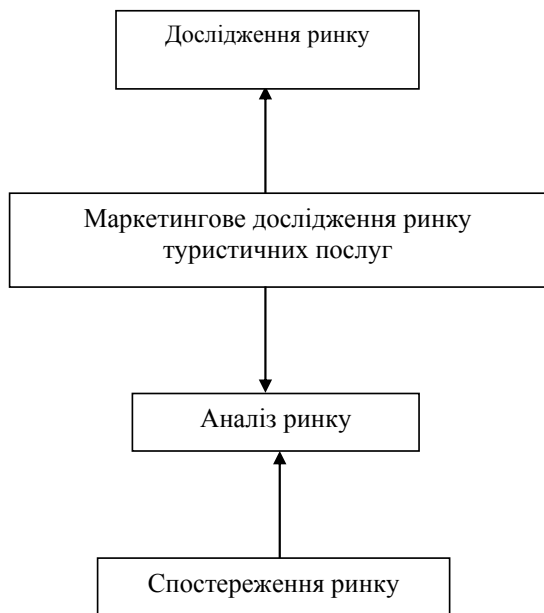 Дослідження ринку
Маркетингове дослідження ринку
туристичних послуг
Аналіз ринку
Спостереження ринку